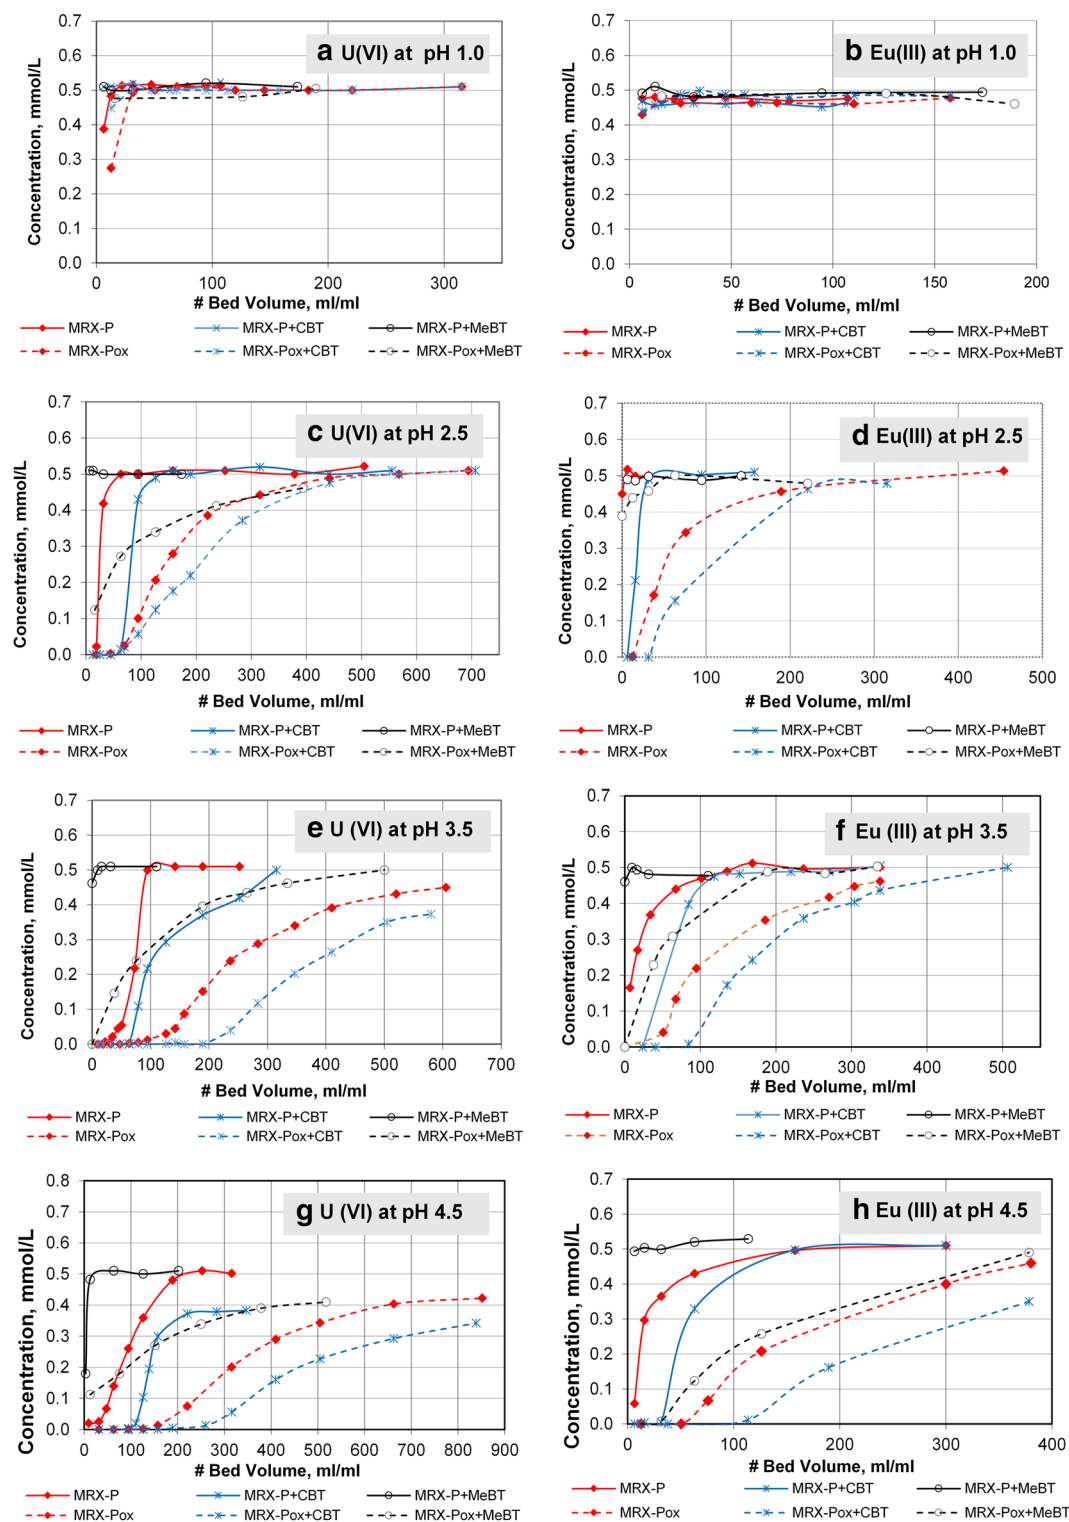 a U(VI) at pH 1.0
Concentration, mmol/L
0.7
0.6
0.5
0.4
0.3
0.2
0.1
0.0
0 100 200 300
# Bed Volume, ml/ml
MRX-P MRX-P+CBT MRX-P+MeBT
MRX-Pox MRX-Pox+CBT MRX-Pox+MeBT
b Eu(III) at pH 1.0
Concentration, mmol/L
0.7
0.6
0.5
0.4
0.3
0.2
0.1
0.0
0 50 100 150 200
# Bed Volume, ml/ml
MRX-P MRX-P+CBT MRX-P+MeBT
MRX-Pox MRX-Pox+CBT MRX-Pox+MeBT
c U(VI) at pH 2.5
Concentration, mmol/L
0.7
0.6
0.5
0.4
0.3
0.2
0.1
0.0
0 100 200 300 400 500 600 700
# Bed Volume, ml/ml
MRX-P MRX-P+CBT MRX-P+MeBT
MRX-Pox MRX-Pox+CBT MRX-Pox+MeBT
d Eu(III) at pH 2.5
Concentration, mmol/L
0.7
0.6
0.5
0.4
0.3
0.2
0.1
0.0
0 100 200 300 400 500
# Bed Volume, ml/ml
MRX-P MRX-P+CBT MRX-P+MeBT
MRX-Pox MRX-Pox+CBT MRX-Pox+MeBT
e U (VI) at pH 3.5
Concentration, mmol/L
0.7
0.6
0.5
0.4
0.3
0.2
0.1
0.0
0 100 200 300 400 500 600 700
# Bed Volume, ml/ml
MRX-P MRX-P+CBT MRX-P+MeBT
MRX-Pox MRX-Pox+CBT MRX-Pox+MeBT
f Eu (III) at pH 3.5
Concentration, mmol/L
0.7
0.6
0.5
0.4
0.3
0.2
0.1
0.0
0 100 200 300 400 500
# Bed Volume, ml/ml
MRX-P MRX-P+CBT MRX-P+MeBT
MRX-Pox MRX-Pox+CBT MRX-Pox+MeBT
g U (VI) at pH 4.5
Concentration, mmol/L
0.8
0.7
0.6
0.5
0.4
0.3
0.2
0.1
0.0
0 100 200 300 400 500 600 700 800 900
# Bed Volume, ml/ml
MRX-P MRX-P+CBT MRX-P+MeBT
MRX-Pox MRX-Pox+CBT MRX-Pox+MeBT
h Eu (III) at pH 4.5
Concentration, mmol/L
0.7
0.6
0.5
0.4
0.3
0.2
0.1
0.0
0 100 200 300 400
# Bed Volume, ml/ml
MRX-P MRX-P+CBT MRX-P+MeBT
MRX-Pox MRX-Pox+CBT MRX-Pox+MeBT